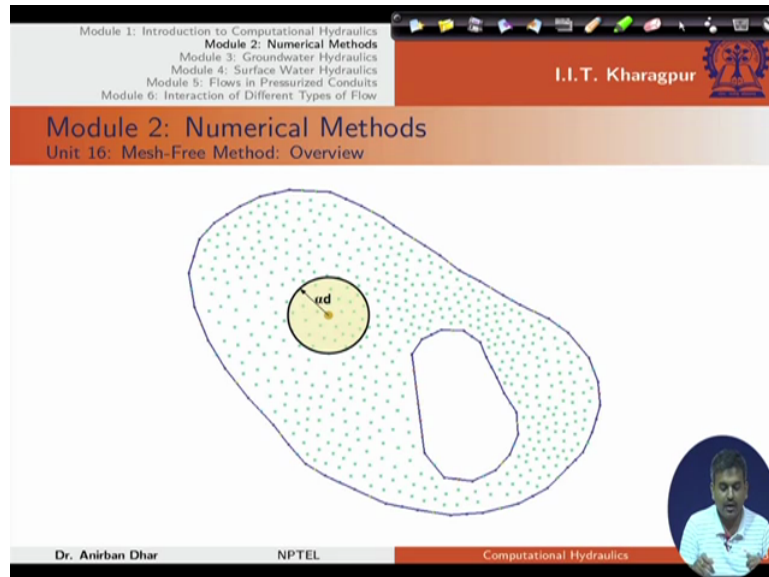 Module 1: Introduction to Computational Hydraulics
Module 2: Numerical Methods
Module 3: Groundwater Hydraulics
Module 4: Surface Water Hydraulics
Module 5: Flows in Pressurized Conduits
Module 6: Interaction of Different Types of Flow
I.I.T. Kharagpur
Module 2: Numerical Methods
Unit 16: Mesh-Free Method: Overview
αd
Dr. Anirban Dhar NPTEL Computational Hydraulics